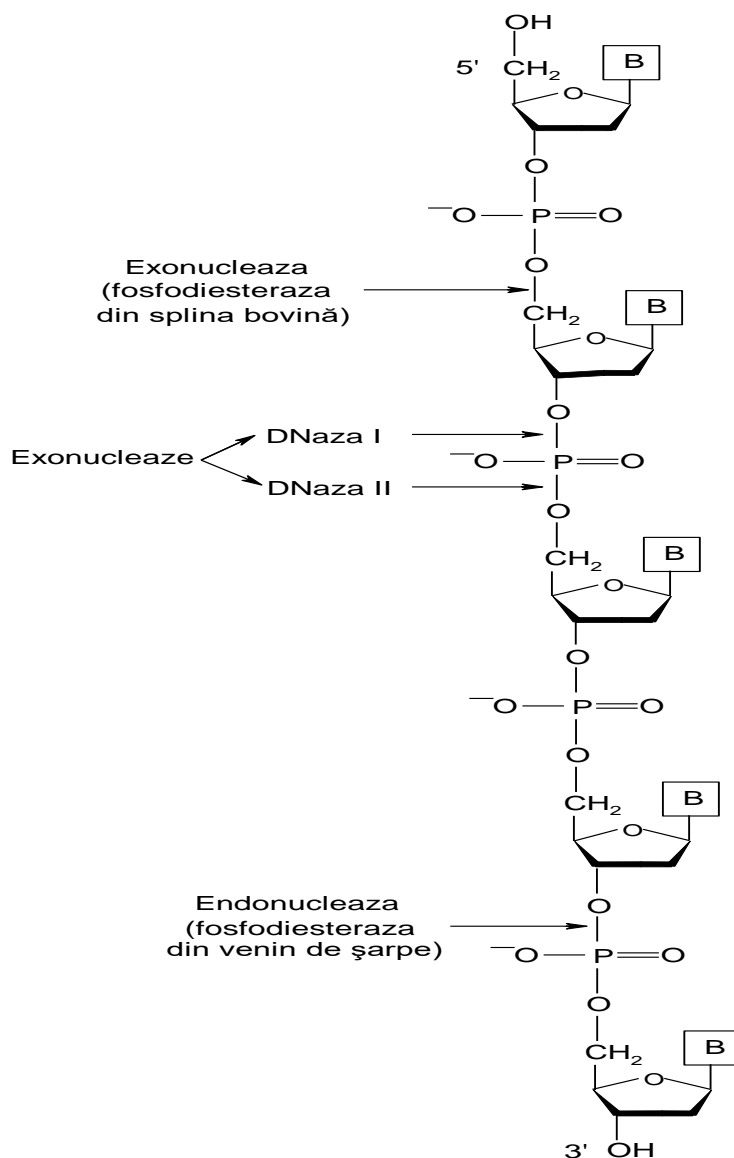 OH
5' CH2 B
O
O
−O P O
Exonucleaza
(fosfodiesteraza
din splina bovină)
O
CH2 B
O
O
Exonucleaze
DNaza I
−O P O
DNaza II
O
CH2 B
O
O
−O P O
O
CH2 B
O
Endonucleaza
(fosfodiesteraza
din venin de şarpe)
O
−O P O
O
CH2 B
O
3' OH